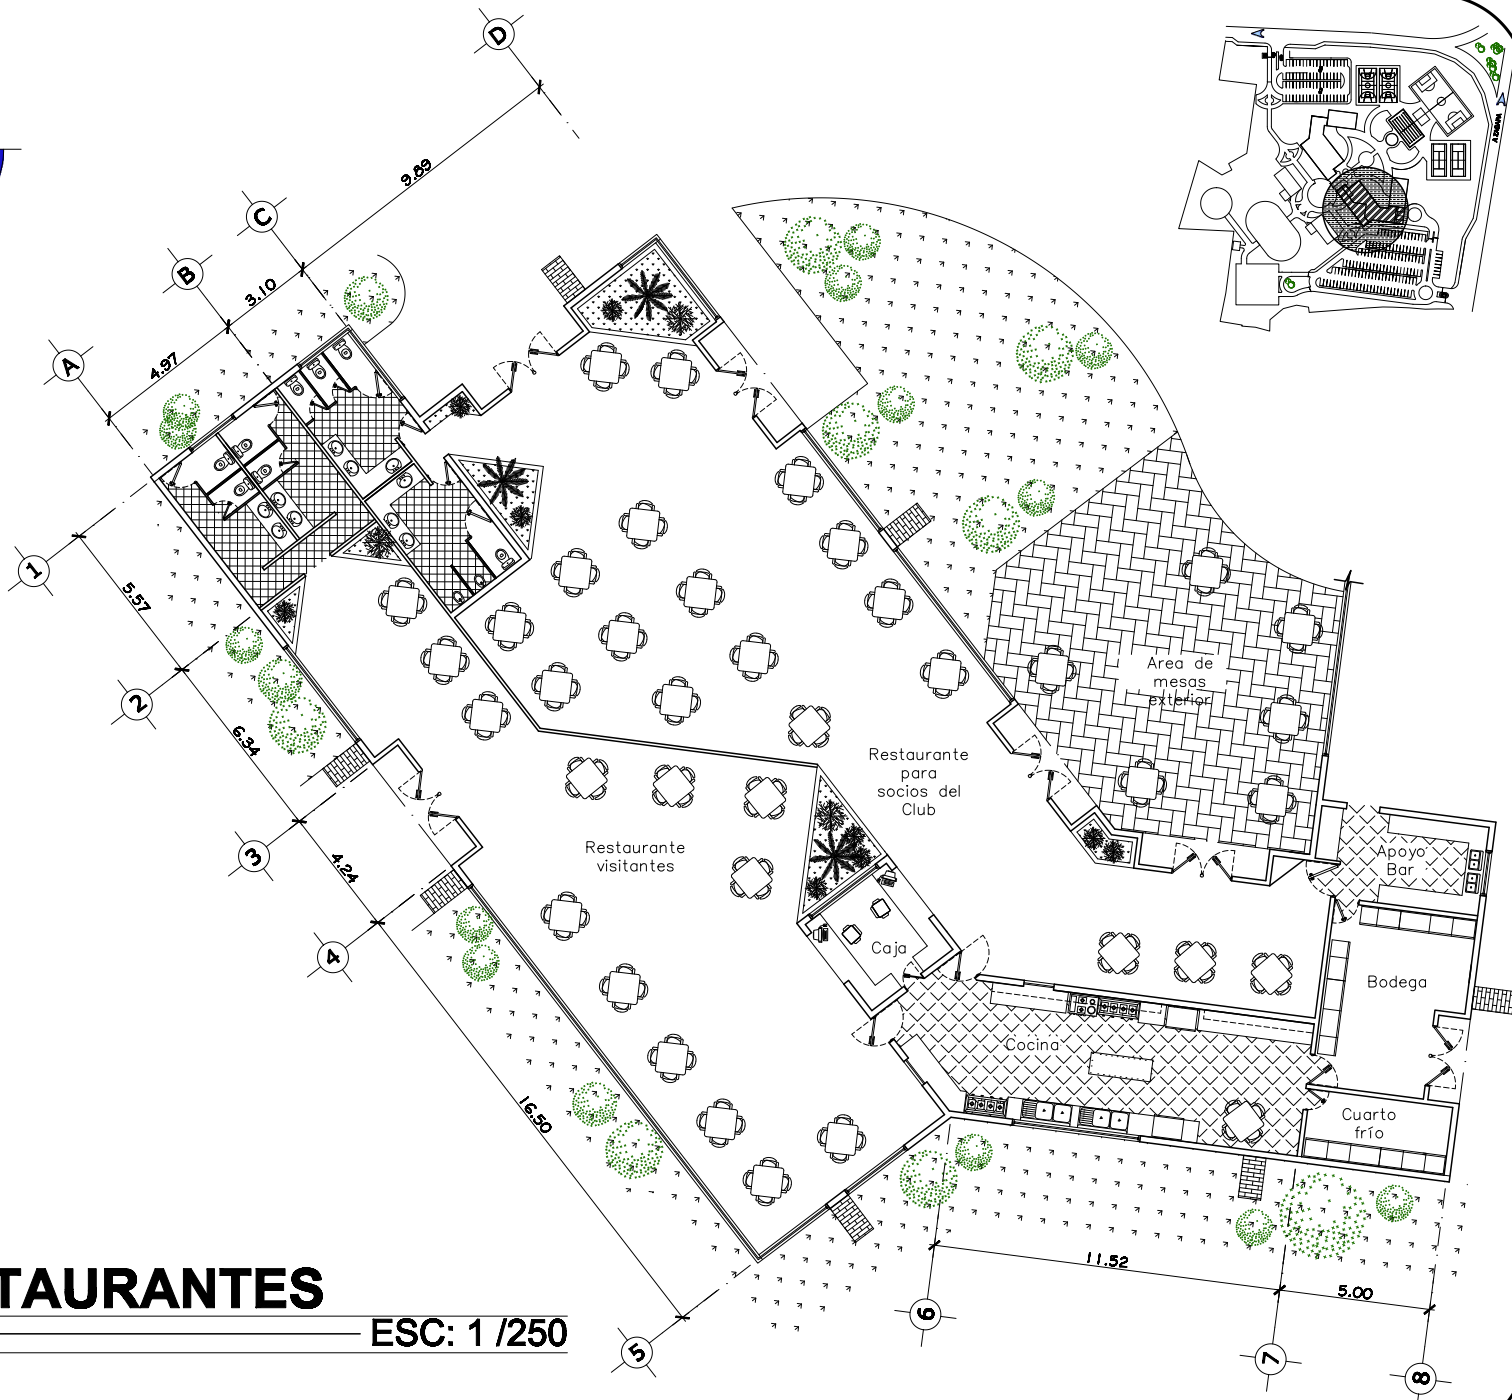 D
9.89
C
B
3.10
A
4.97
1
5.57
2
6.34
3
4.24
4
16.50
5
Area de
mesas
exterior
Restaurante
para
socios del
Club
Restaurante
visitantes
Apoyo
Bar
Caja
Bodega
Cocina
Cuarto
frío
11.52
5.00
6
7
8
TAURANTES
ESC: 1 /250